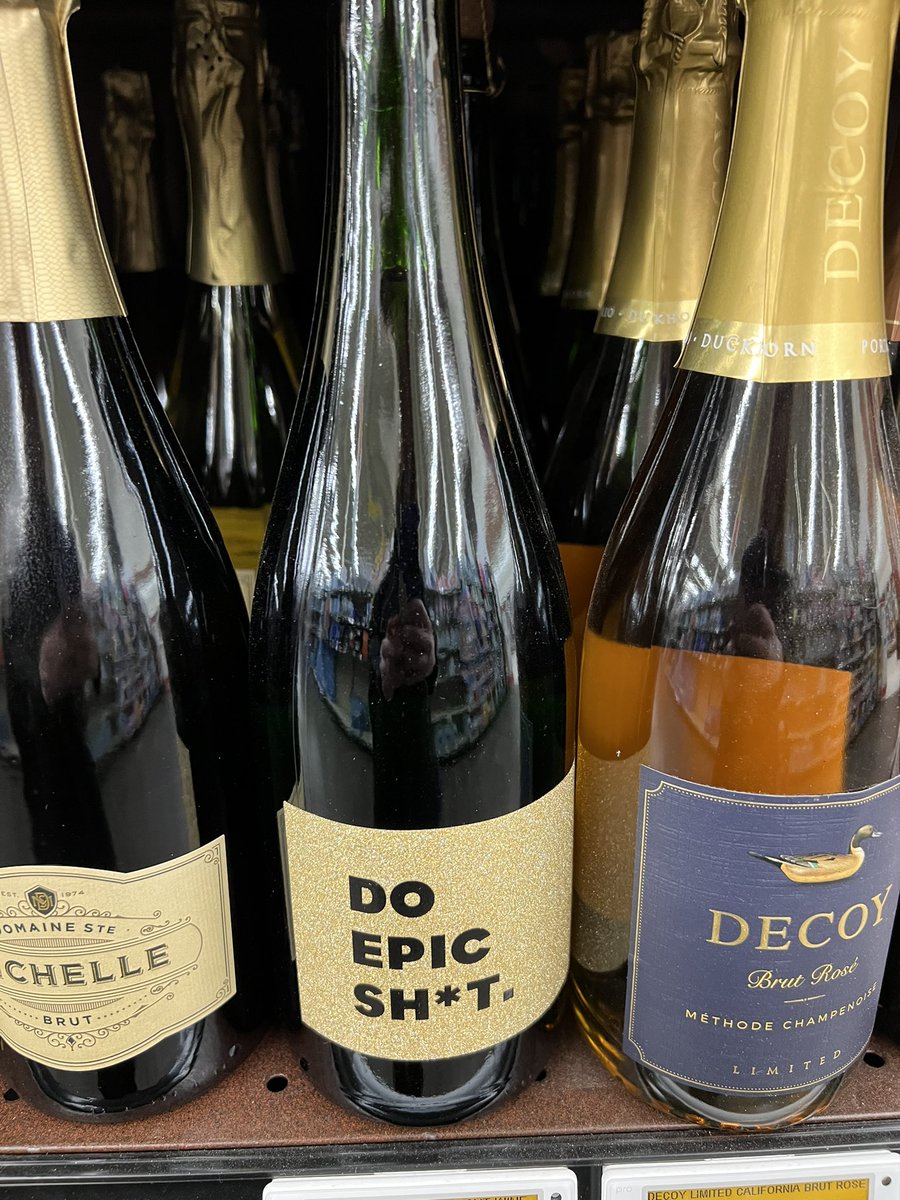 EST. 1974
DOMAINE STE
CHELLE
BRUT
DO
EPIC
SH*T.
DECOY
DUCKHORN
DECOY
Brut Rosé
MÉTHODE CHAMPENOISE
LIMITED
DECOY LIMITED CALIFORNIA BRUT ROSE